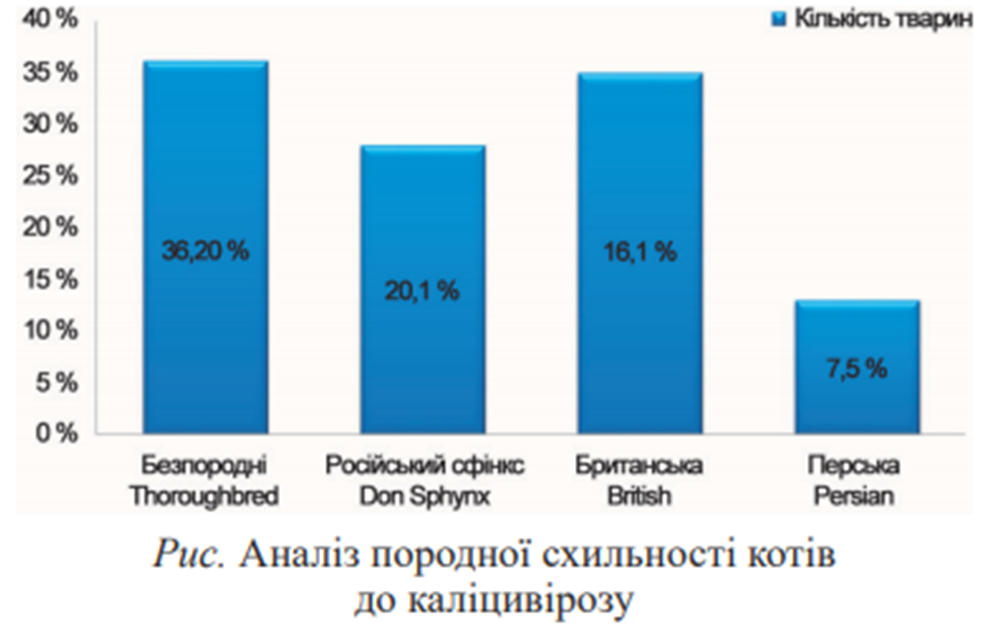 40 %
Кількість тварин
35 %
30 %
25 %
20 %
15 %
10 %
5 %
0 %
36,20 %
20,1 %
16,1 %
7,5 %
Безпородні
Thoroughbred
Російський сфінкс
Don Sphynx
Британська
British
Перська
Persian
Рис. Аналіз породної схильності котів
до каліцивірозу